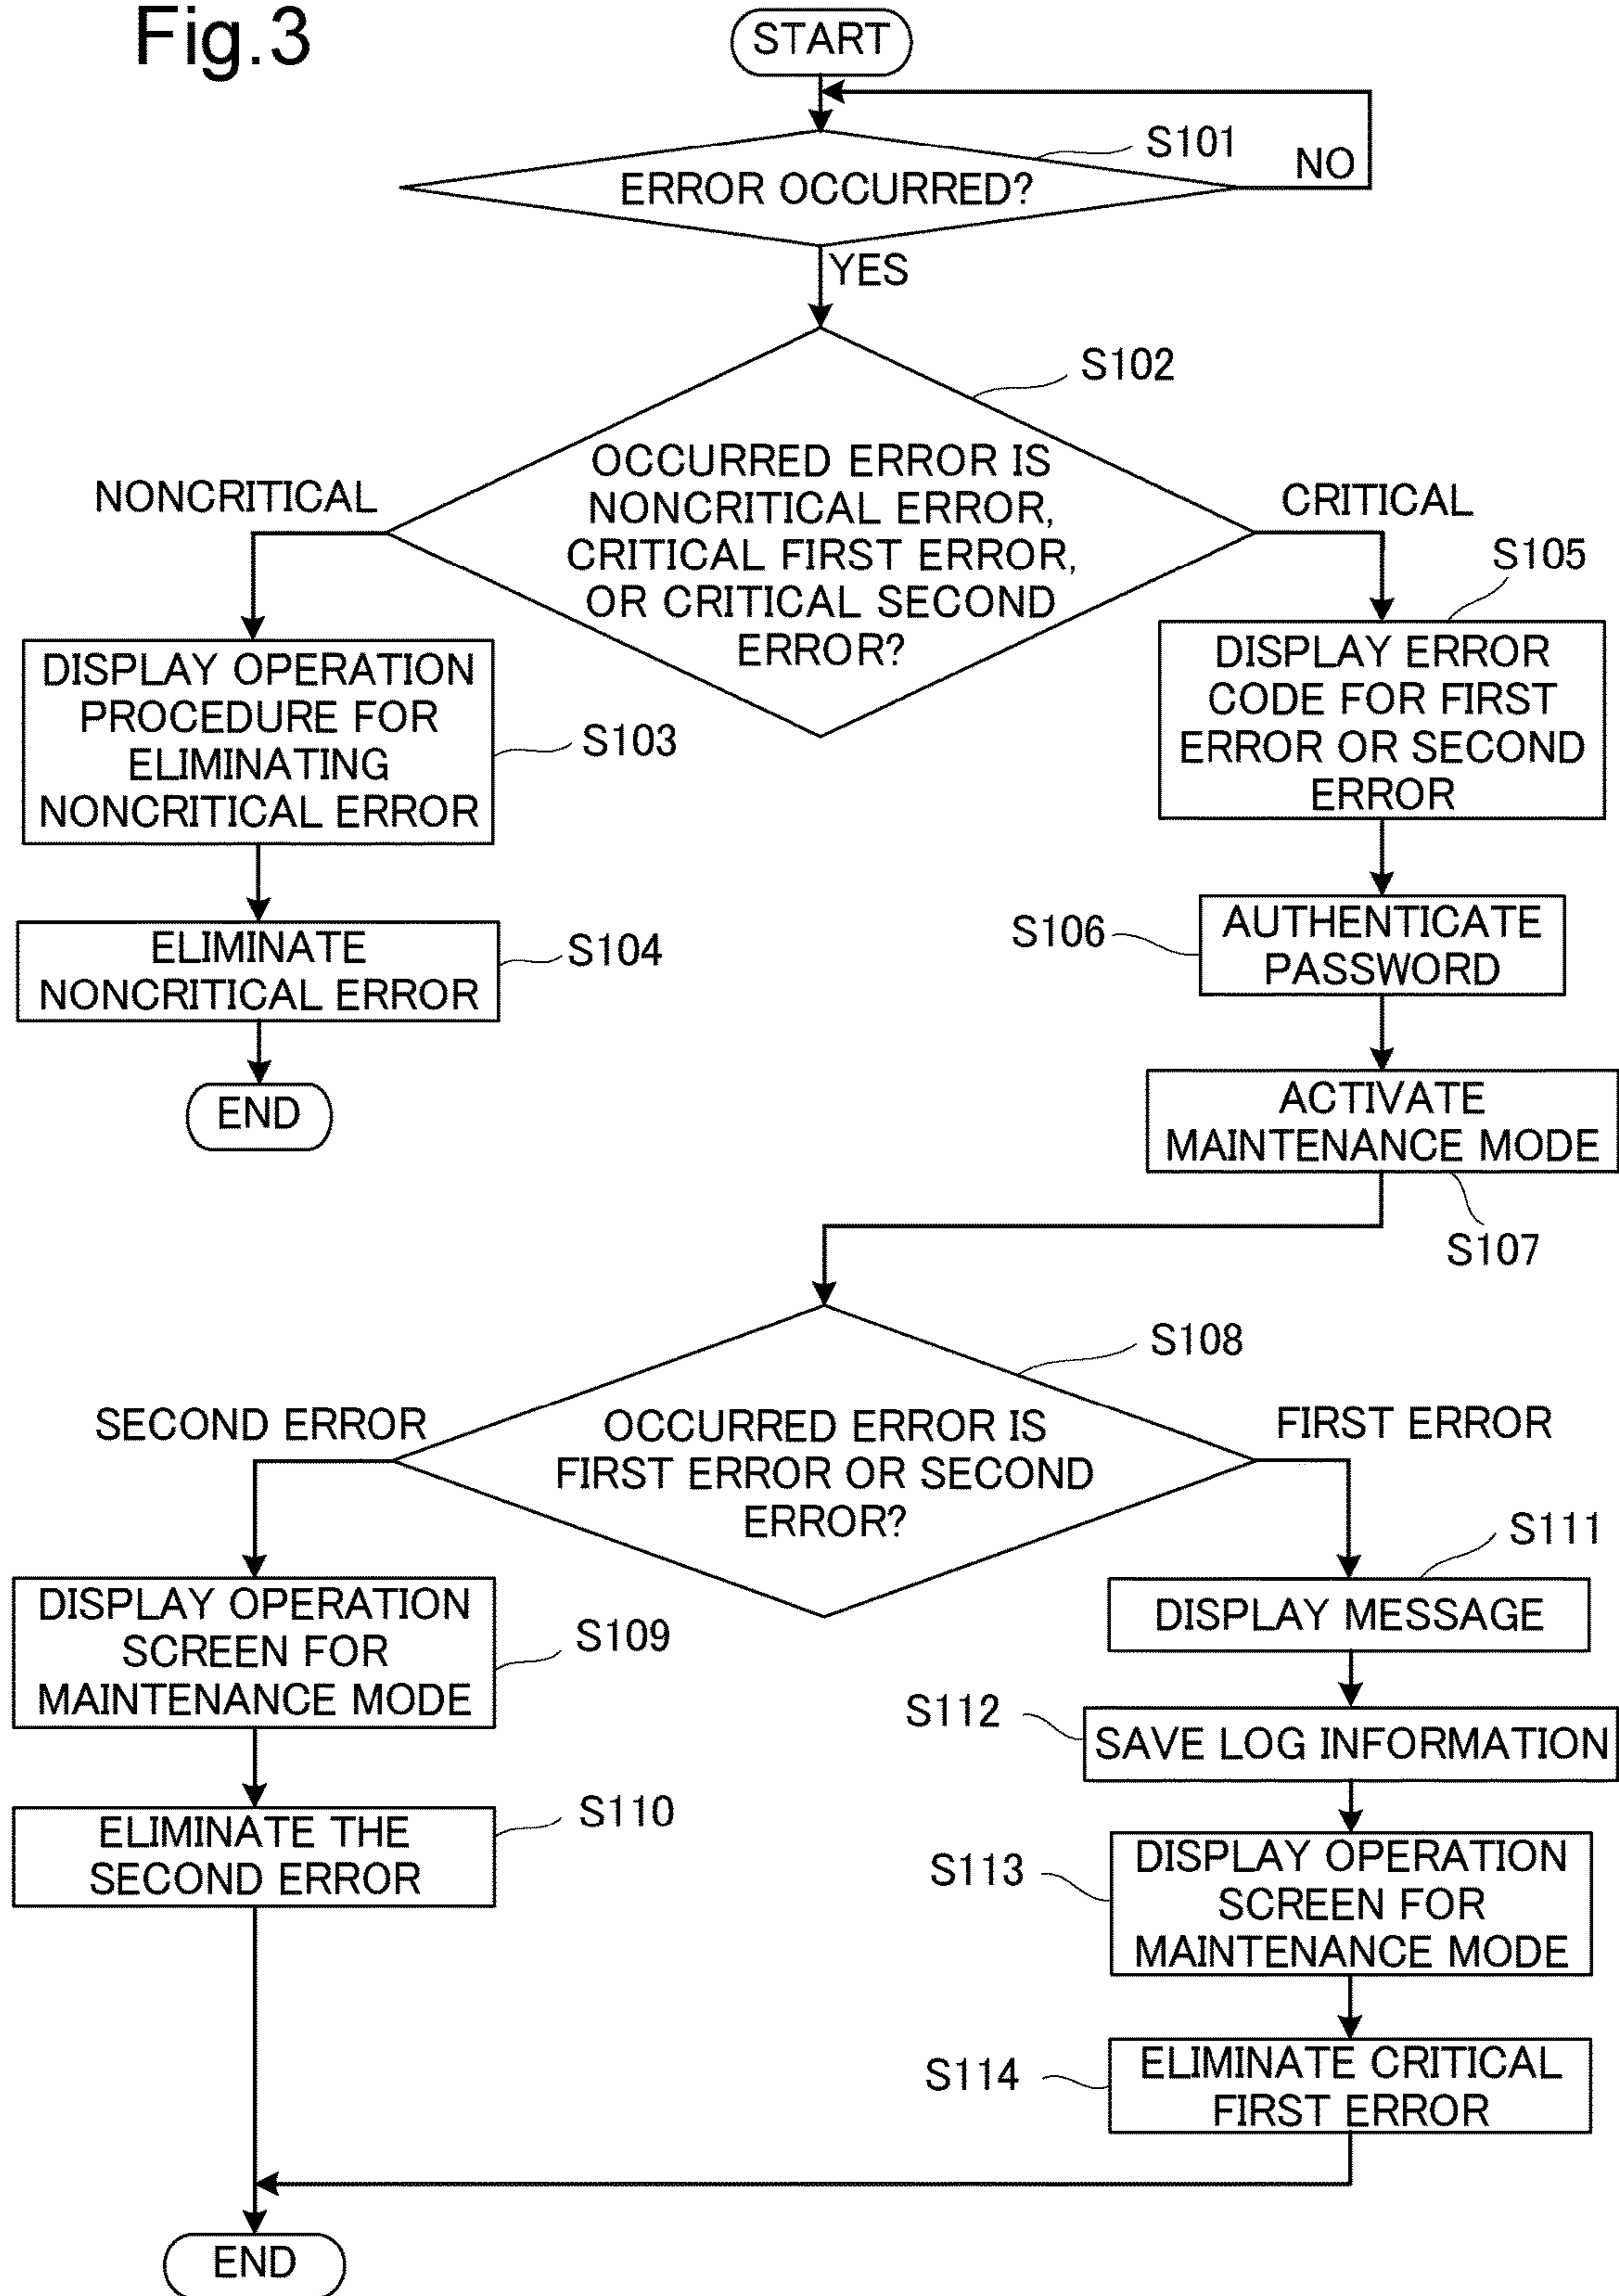 Fig.3
START
S101
ERROR OCCURRED?
NO
YES
S102
OCCURRED ERROR IS
NONCRITICAL ERROR,
CRITICAL FIRST ERROR,
OR CRITICAL SECOND
ERROR?
NONCRITICAL
CRITICAL
DISPLAY OPERATION
PROCEDURE FOR
ELIMINATING
NONCRITICAL ERROR
S103
ELIMINATE
NONCRITICAL ERROR
S104
END
S105
DISPLAY ERROR
CODE FOR FIRST
ERROR OR SECOND
ERROR
S106
AUTHENTICATE
PASSWORD
ACTIVATE
MAINTENANCE MODE
S107
S108
OCCURRED ERROR IS
FIRST ERROR OR SECOND
ERROR?
SECOND ERROR
FIRST ERROR
DISPLAY OPERATION
SCREEN FOR
MAINTENANCE MODE
S109
ELIMINATE THE
SECOND ERROR
S110
S111
DISPLAY MESSAGE
S112
SAVE LOG INFORMATION
S113
DISPLAY OPERATION
SCREEN FOR
MAINTENANCE MODE
S114
ELIMINATE CRITICAL
FIRST ERROR
END